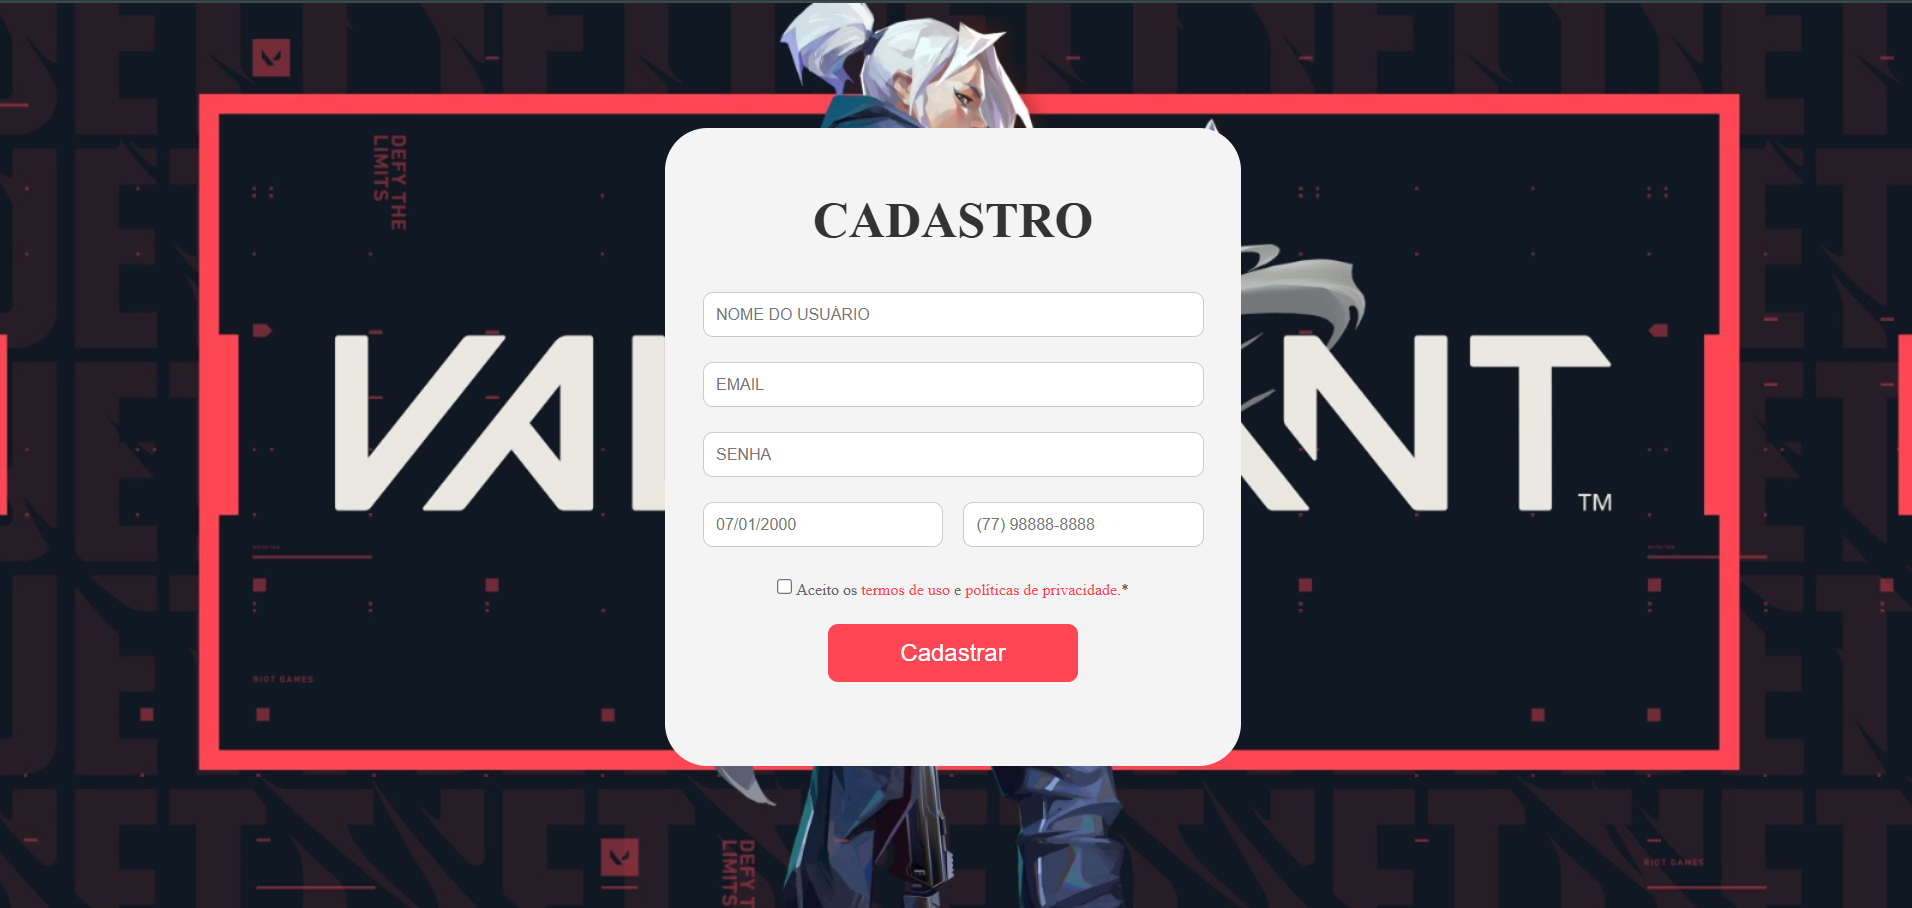 DEFY THE
LIMITS
CADASTRO
NOME DO USUÁRIO
EMAIL
SENHA
07/01/2000
(77) 98888-8888
Aceito os termos de uso e políticas de privacidade.*
Cadastrar
VA
NT
TM
RIOT GAMES
RIOT GAMES
DEFY T
LIMITS